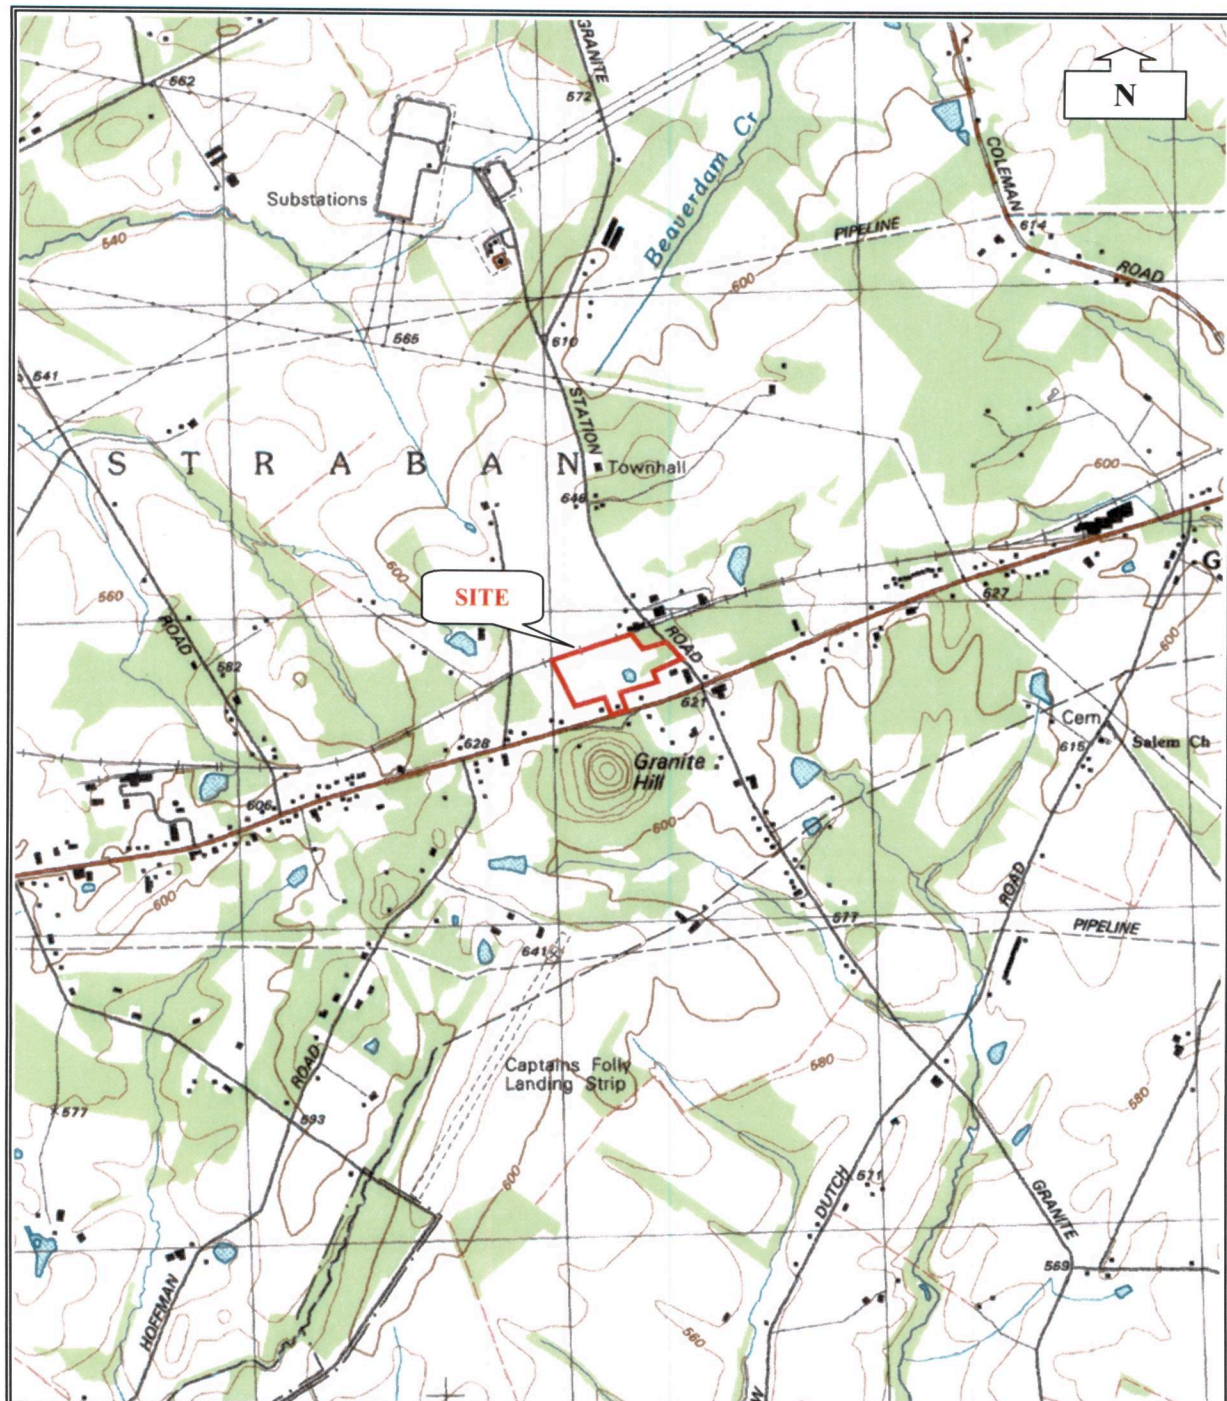 GRANITE
N
562
572
COLEMAN
Beaverdam Cr
Substations
614
PIPELINE
540
ROAD
600
565
610
541
STATION
S T R A B A N
Townhall
600
646
600
627
G
560
SITE
ROAD
ROAD
600
582
621
Cem
628
Granite
Hill
615
Salem Ch
606
600
600
ROAD
577
PIPELINE
641
Captains Folly
Landing Strip
580
ROAD
580
577
593
600
DUTCH
571
GRANITE
569
HOFFMAN
560
W